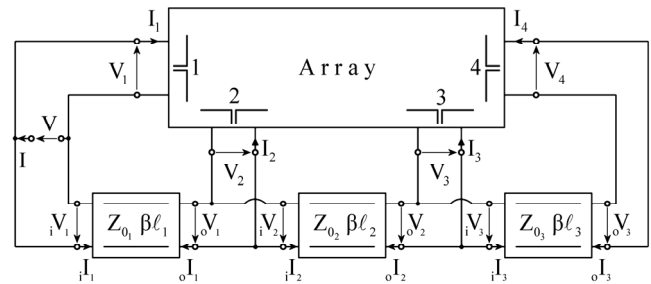 I₁ I₄
Array
V₁ 1 4 V₄
2 3
V I₂ I₃
I V₂ V₃
ᵢV₁ Z₀₁ βℓ₁ ₒV₁ ᵢV₂ Z₀₂ βℓ₂ ₒV₂ ᵢV₃ Z₀₃ βℓ₃ ₒV₃
ᵢI₁ ₒI₁ ᵢI₂ ₒI₂ ᵢI₃ ₒI₃